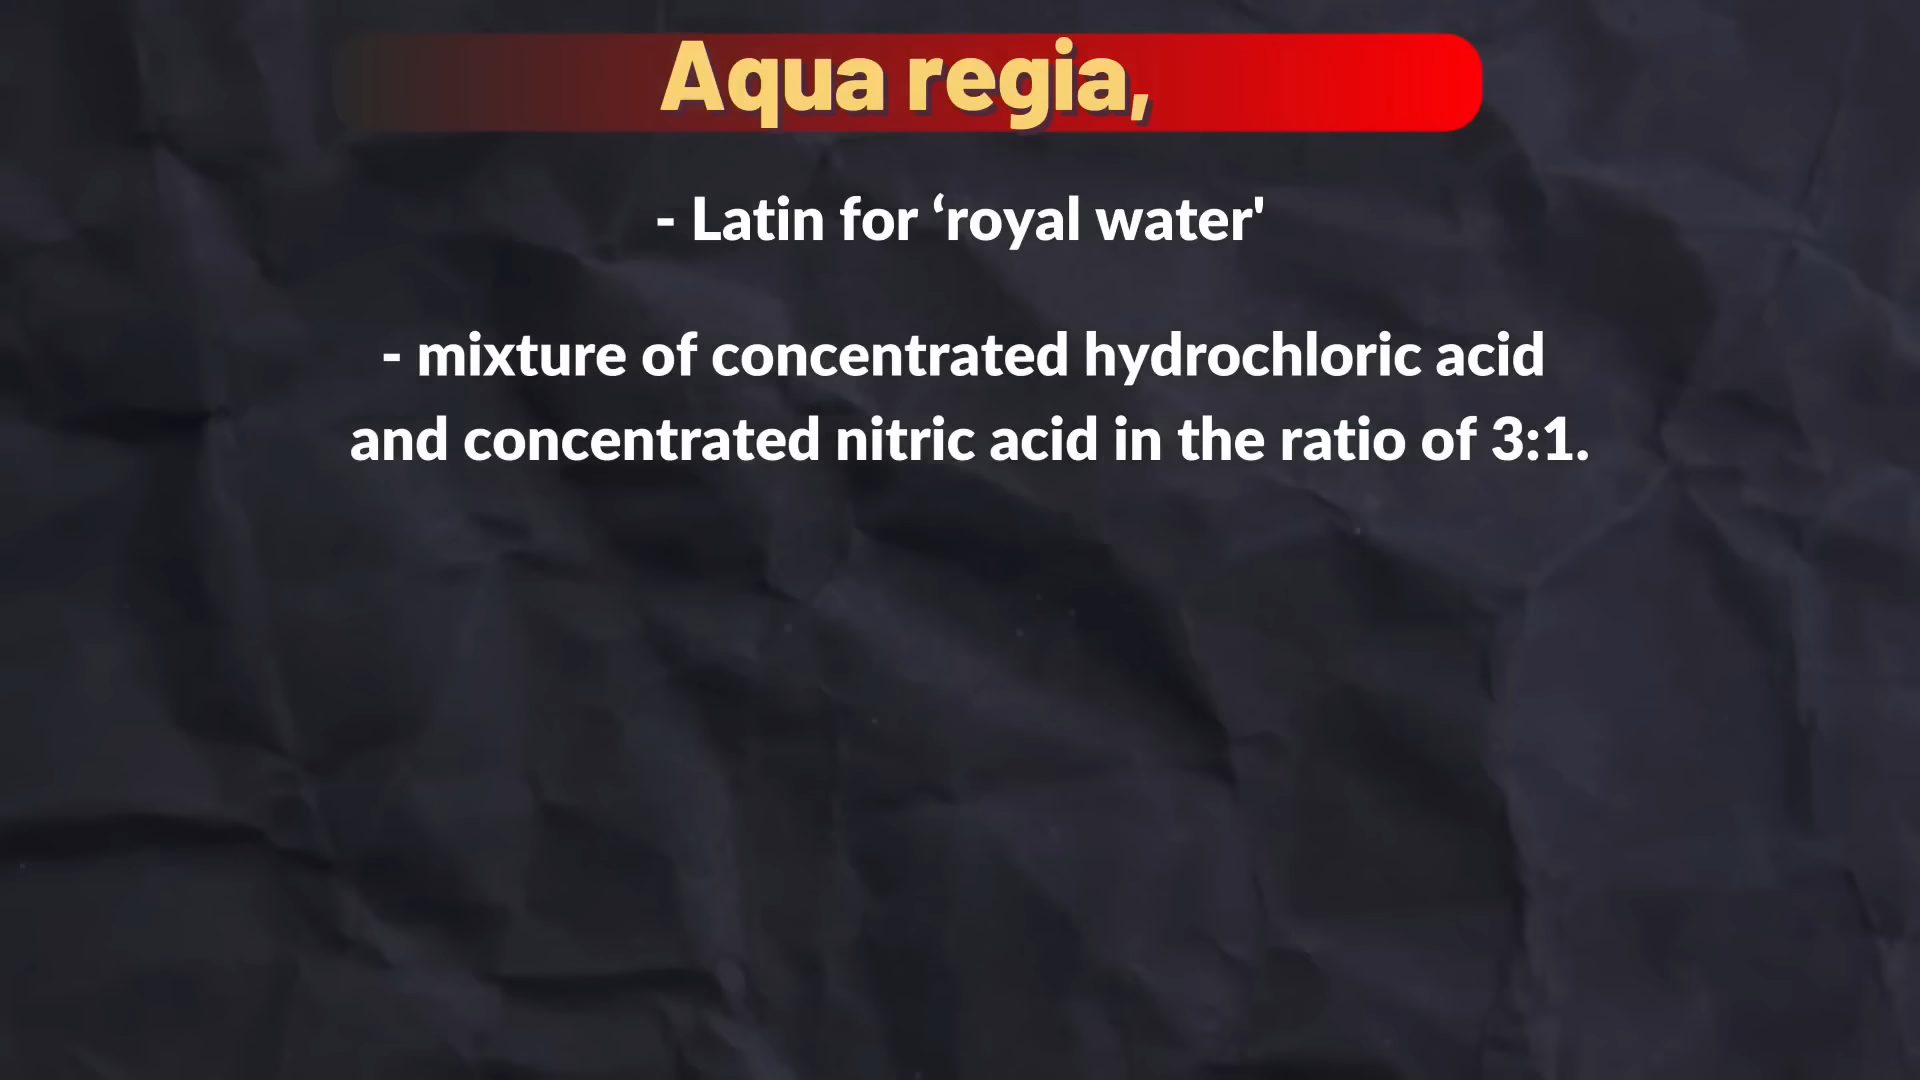 Aqua regia,
- Latin for ‘royal water'
- mixture of concentrated hydrochloric acid
and concentrated nitric acid in the ratio of 3:1.